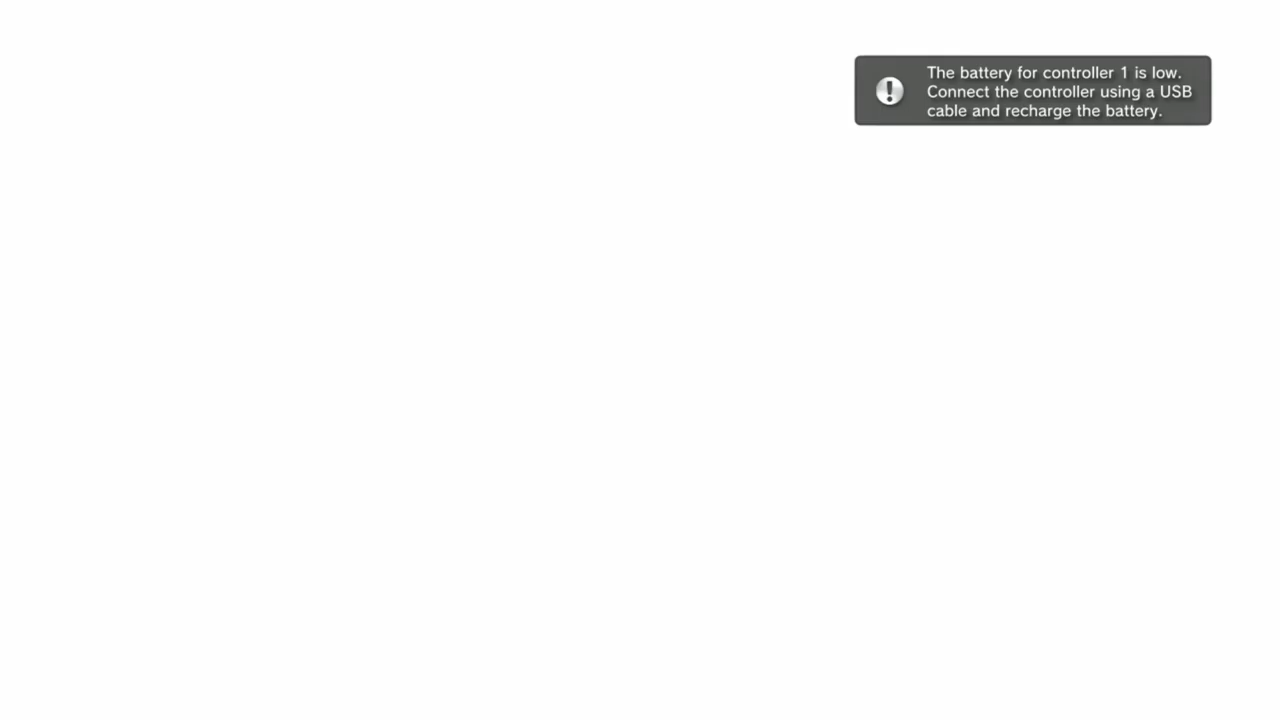 The battery for controller 1 is low.
Connect the controller using a USB
cable and recharge the battery.